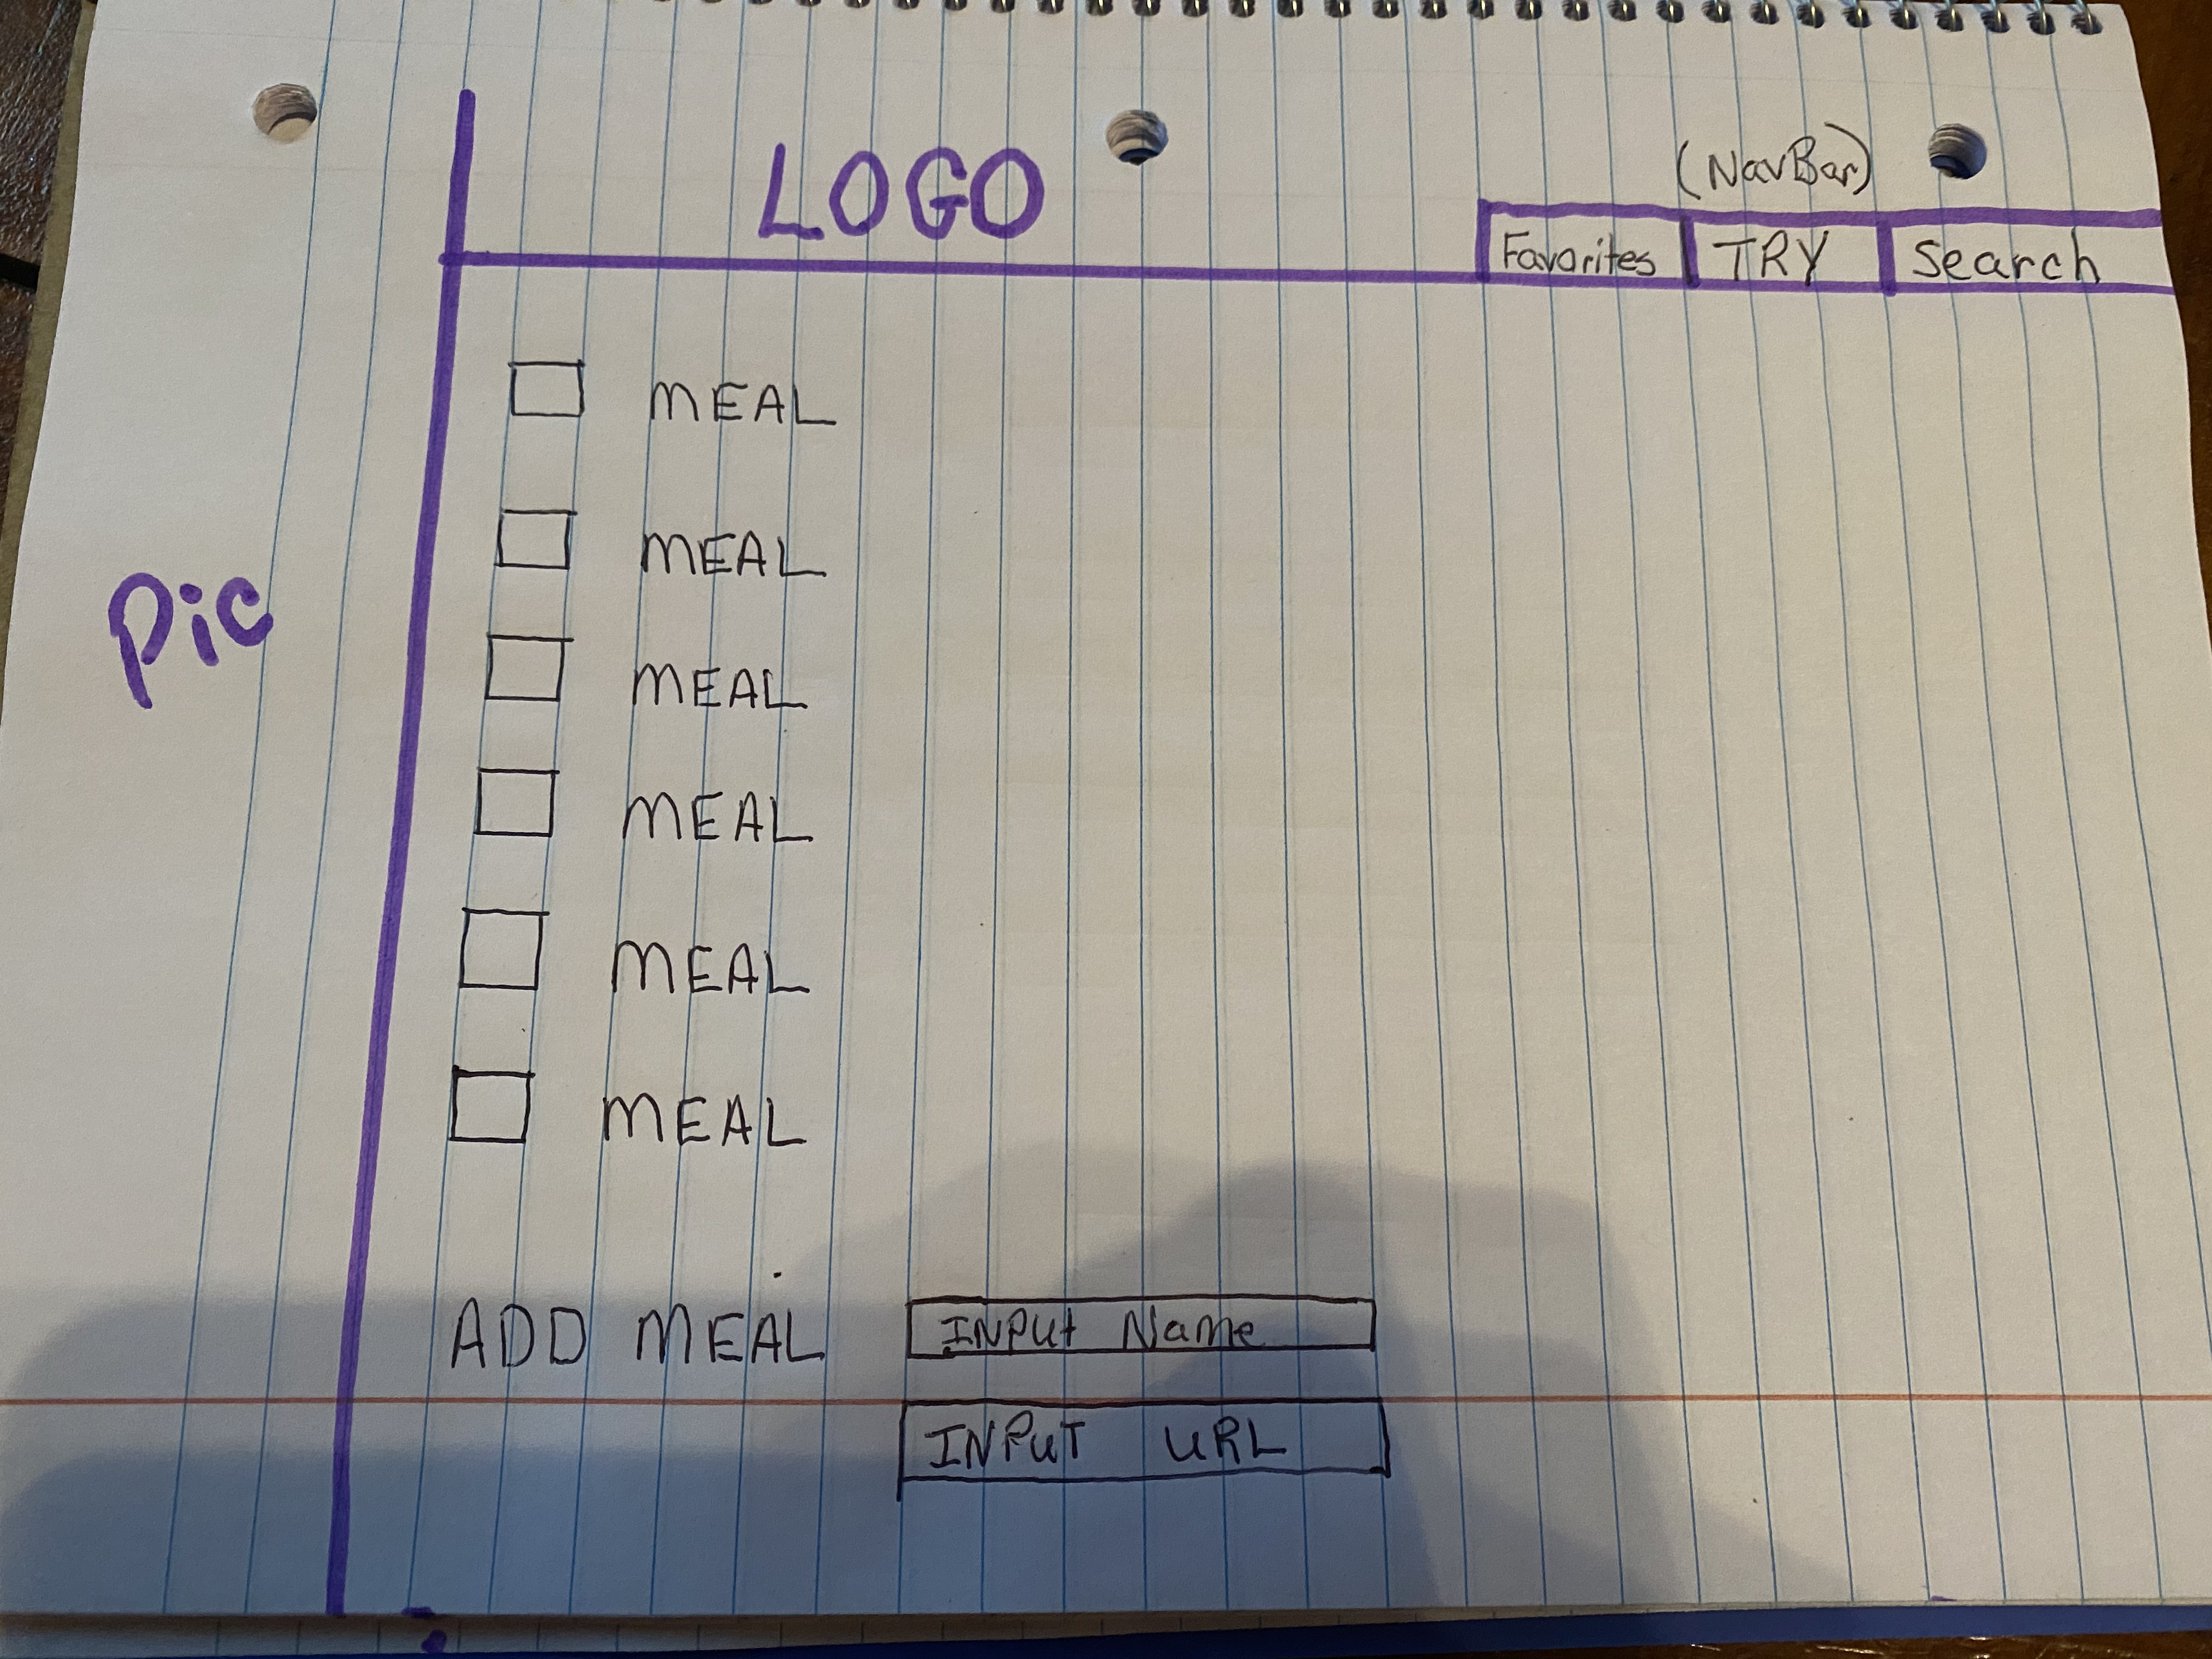 Pic
LOGO
(NavBar)
Favorites TRY Search
MEAL
MEAL
MEAL
MEAL
MEAL
MEAL
ADD MEAL INPut Name
INPuT uRL